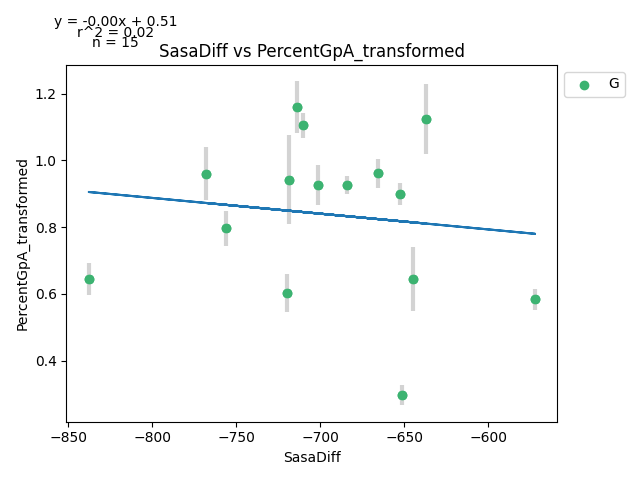 y = -0.00x + 0.51
r^2 = 0.02
n = 15
SasaDiff vs PercentGpA_transformed
G
PercentGpA_transformed
1.2
1.0
0.8
0.6
0.4
−850 −800 −750 −700 −650 −600
SasaDiff